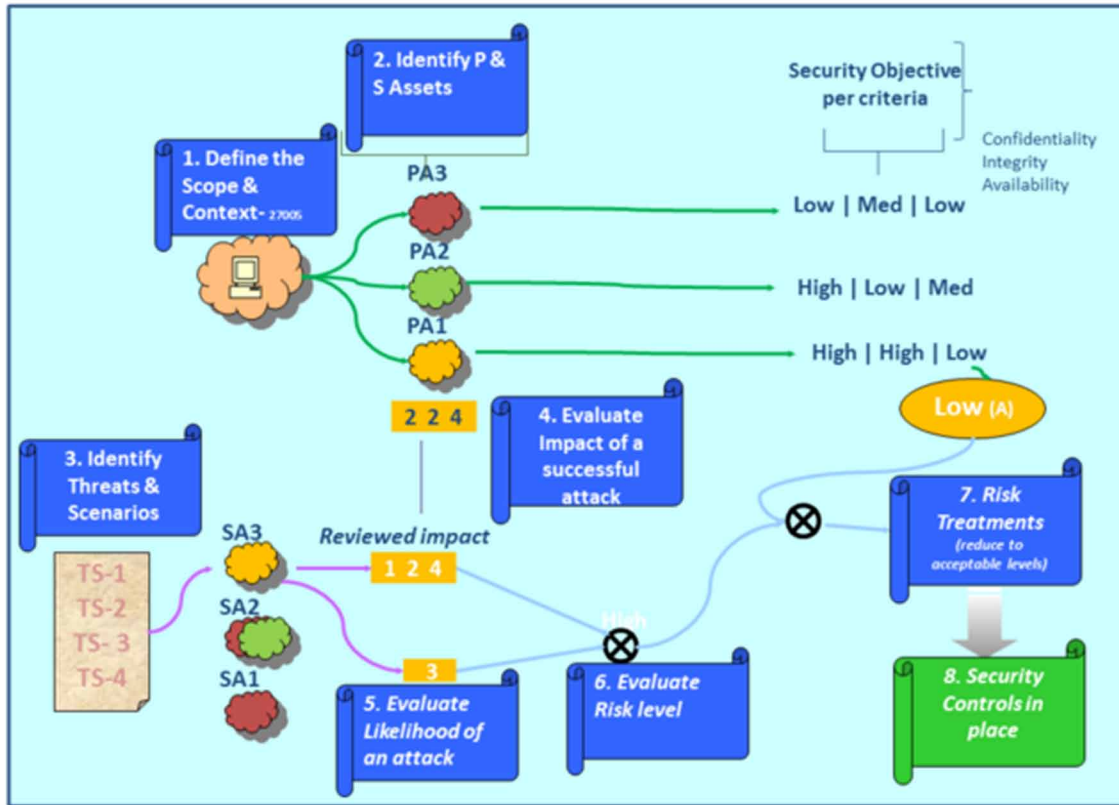 2. Identify P &
S Assets
Security Objective
per criteria
Confidentiality
Integrity
Availability
1. Define the
Scope &
Context- 27005
PA3
Low | Med | Low
PA2
High | Low | Med
PA1
High | High | Low
Low (A)
2 2 4
4. Evaluate
Impact of a
successful
attack
3. Identify
Threats &
Scenarios
7. Risk
Treatments
(reduce to
acceptable levels)
Reviewed impact
SA3
1 2 4
TS-1
TS-2
TS- 3
TS-4
SA2
High
SA1
3
5. Evaluate
Likelihood of
an attack
6. Evaluate
Risk level
8. Security
Controls in
place